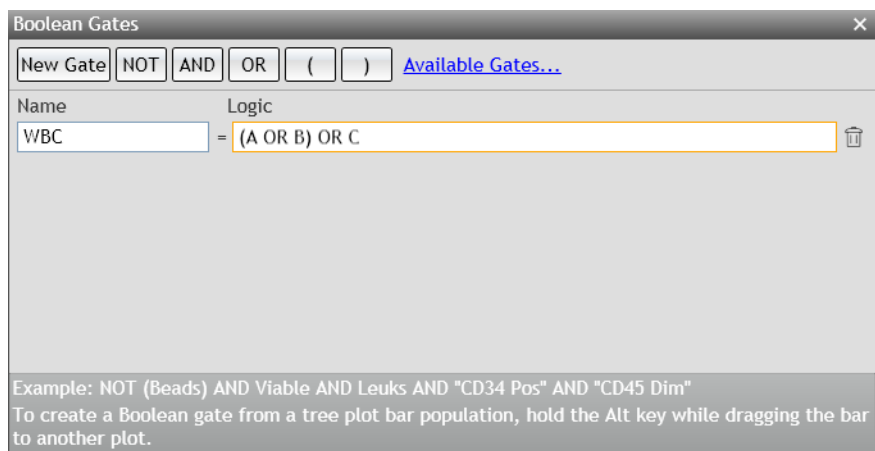 Boolean Gates
New Gate NOT AND OR ( ) Available Gates...
Name Logic
WBC = (A OR B) OR C
Example: NOT (Beads) AND Viable AND Leuks AND "CD34 Pos" AND "CD45 Dim"
To create a Boolean gate from a tree plot bar population, hold the Alt key while dragging the bar
to another plot.